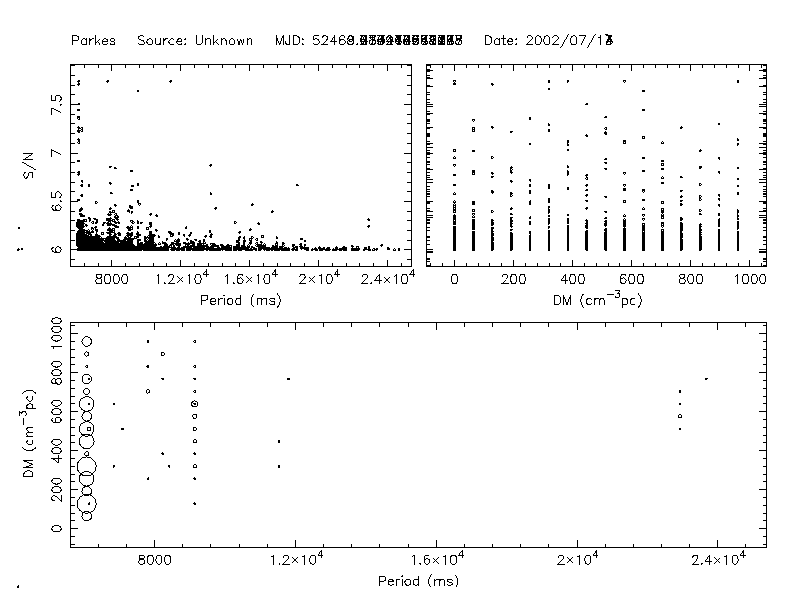 Parkes Source: Unknown MJD: Date: 2002/07/
S/N
7.5
7
6.5
6
8000 1.2×10⁴ 1.6×10⁴ 2×10⁴ 2.4×10⁴
Period (ms)
0 200 400 600 800 1000
DM (cm⁻³pc)
DM (cm⁻³pc)
1000
800
600
400
200
0
8000 1.2×10⁴ 1.6×10⁴ 2×10⁴ 2.4×10⁴
Period (ms)